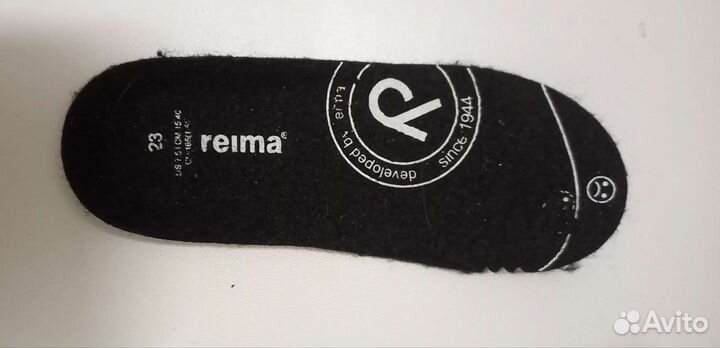 23
reima®
developed by reima
since 1944
Avito